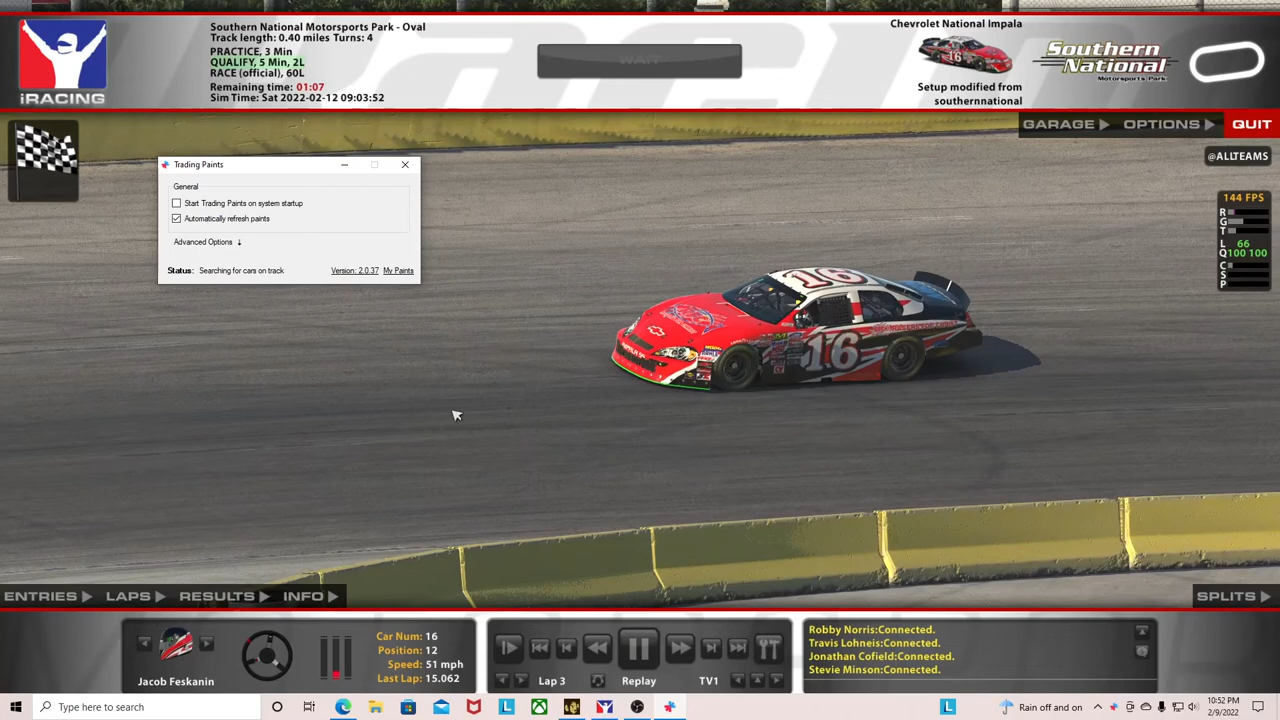 Southern National Motorsports Park - Oval
Track length: 0.40 miles Turns: 4
PRACTICE, 3 Min
QUALIFY, 5 Min, 2L
RACE (official), 60L
Remaining time: 01:07
Sim Time: Sat 2022-02-12 09:03:52
iRACING
WAIT
Chevrolet National Impala
16
Setup modified from
southernnational
Southern
National
Motorsports Park
GARAGE
OPTIONS
QUIT
@ALLTEAMS
144 FPS
R
G
T
L 66
Q 100 100
C
S
P
Trading Paints
General
Start Trading Paints on system startup
Automatically refresh paints
Advanced Options ↓
Status: Searching for cars on track
Version: 2.0.37 My Paints
16
16
ENTRIES LAPS RESULTS INFO
SPLITS
Jacob Feskanin
Car Num: 16
Position: 12
Speed: 51 mph
Last Lap: 15.062
Lap 3 Replay TV1
Robby Norris:Connected.
Travis Lohneis:Connected.
Jonathan Cofield:Connected.
Stevie Minson:Connected.
Type here to search
L
L
Rain off and on
10:52 PM
2/9/2022